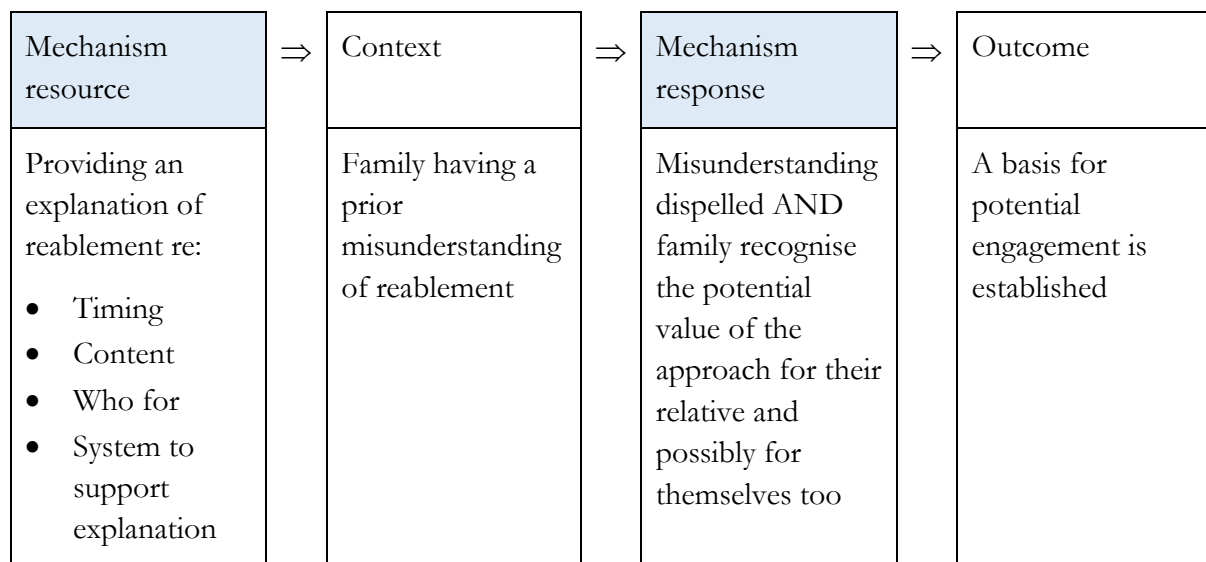 Mechanism
resource
⇒
Context
⇒
Mechanism
response
⇒
Outcome
Providing an
explanation of
reablement re:
• Timing
• Content
• Who for
• System to
support
explanation
Family having a
prior
misunderstanding
of reablement
Misunderstanding
dispelled AND
family recognise
the potential
value of the
approach for their
relative and
possibly for
themselves too
A basis for
potential
engagement is
established